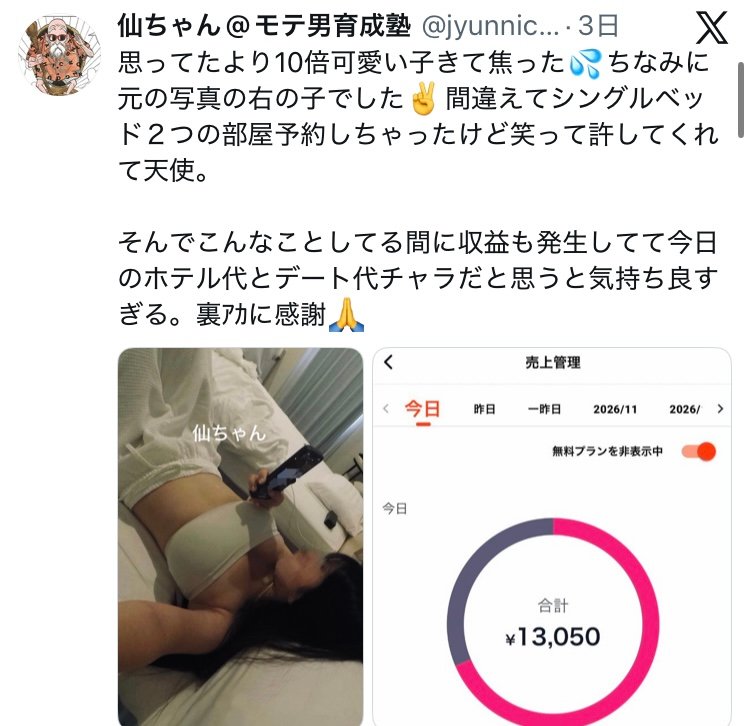 仙ちゃん@モテ男育成塾 @jyunnic... · 3日
思ってたより10倍可愛い子きて焦った💦ちなみに
元の写真の右の子でした✌️間違えてシングルベッ
ド２つの部屋予約しちゃったけど笑って許してくれ
て天使。
そんでこんなことしてる間に収益も発生してて今日
のホテル代とデート代チャラだと思うと気持ち良す
ぎる。裏ｱｶに感謝🙏
仙ちゃん
売上管理
今日 昨日 一昨日 2026/11 2026/
無料プランを非表示中
今日
合計
¥13,050